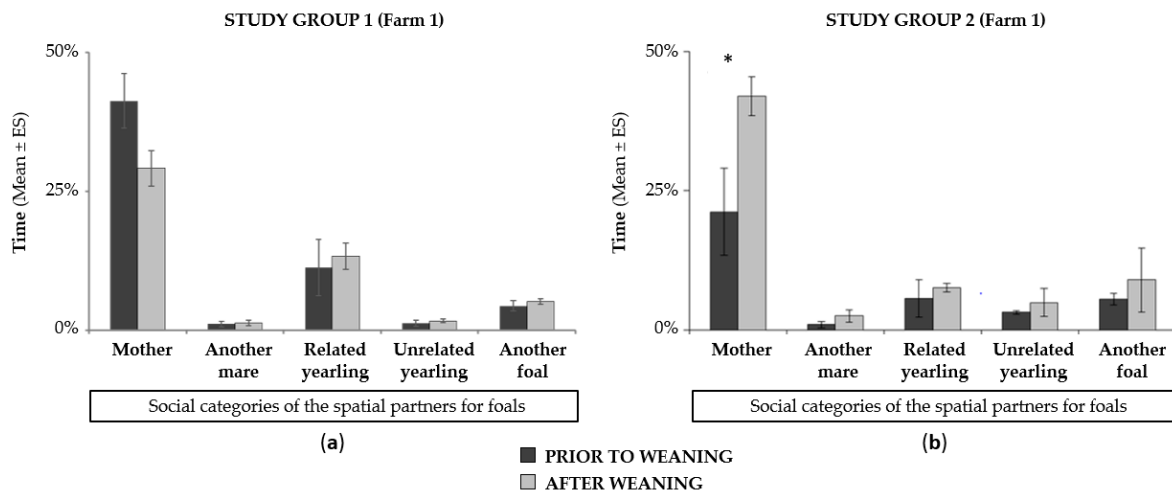 STUDY GROUP 1 (Farm 1)
50%
25%
0%
Time (Mean ± ES)
Mother
Another
mare
Related
yearling
Unrelated
yearling
Another
foal
Social categories of the spatial partners for foals
(a)
STUDY GROUP 2 (Farm 1)
50%
25%
0%
Time (Mean ± ES)
*
Mother
Another
mare
Related
yearling
Unrelated
yearling
Another
foal
Social categories of the spatial partners for foals
(b)
PRIOR TO WEANING
AFTER WEANING